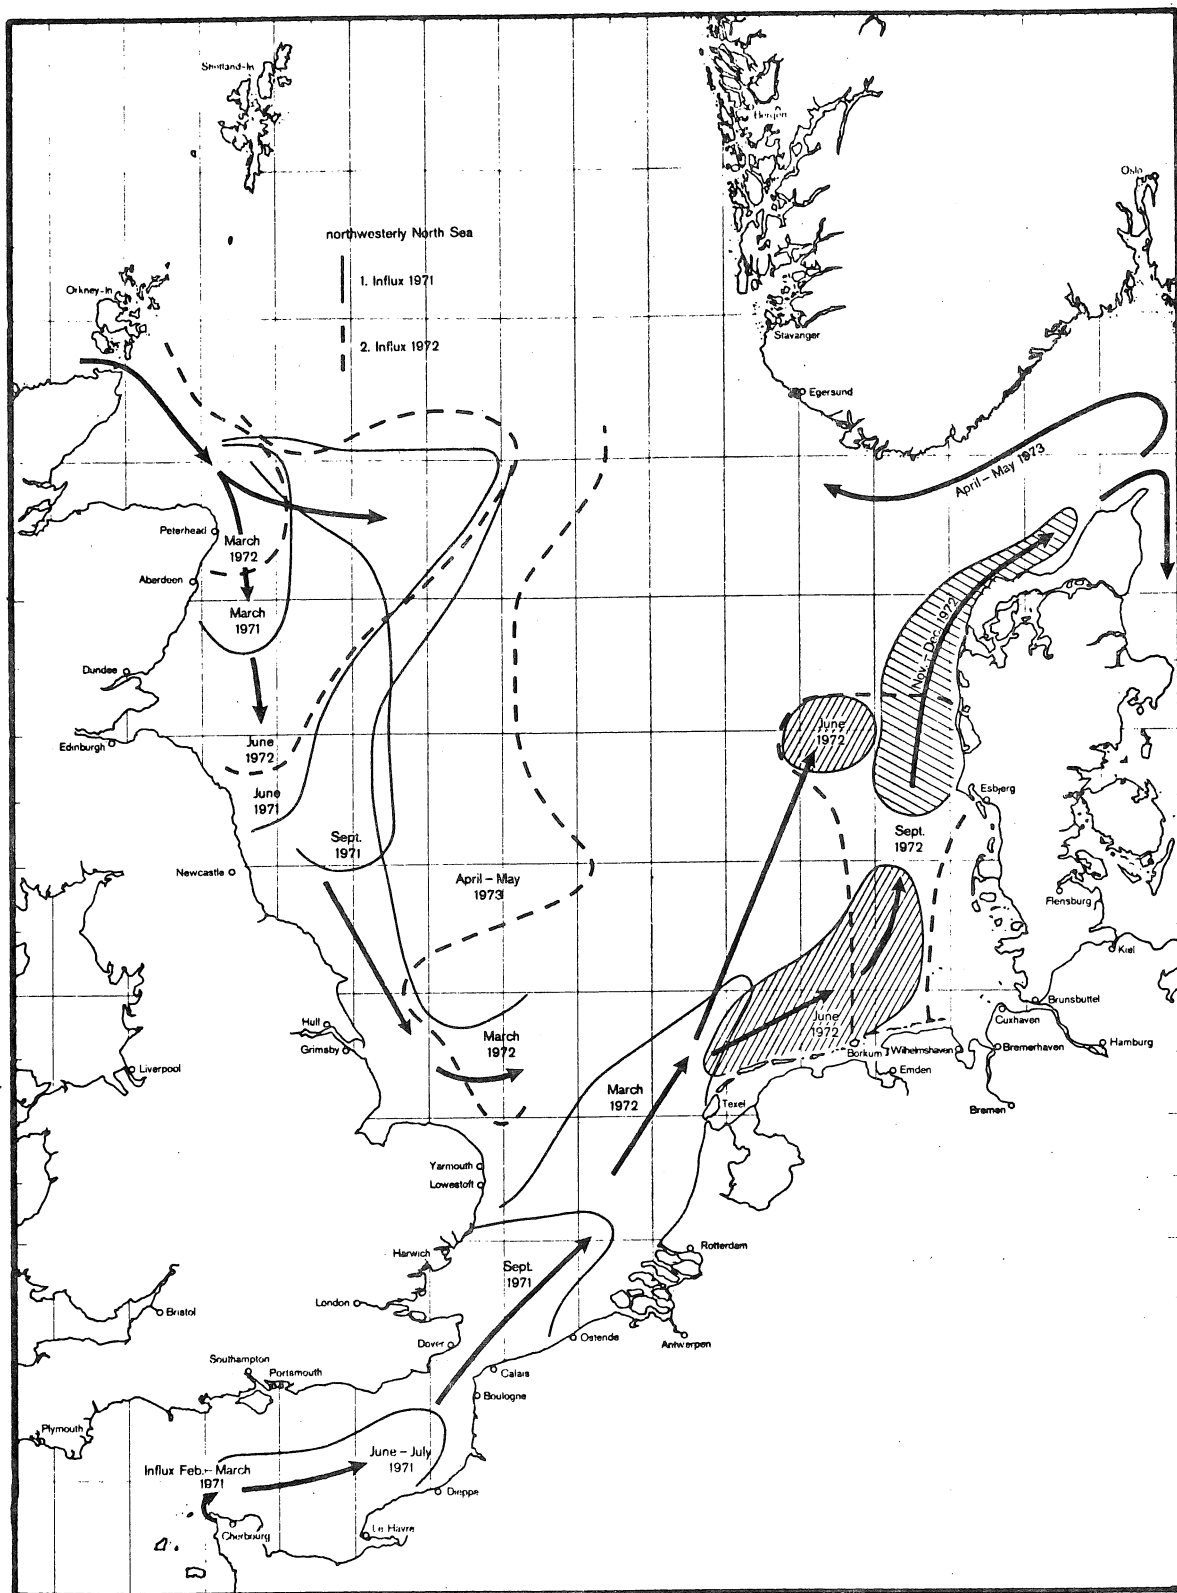 Shetland-In
Bergen
Oslo
northwesterly North Sea
1. Influx 1971
Orkney-In
2. Influx 1972
Stavanger
Egersund
April – May 1973
Peterhead
March
1972
Aberdeen
March
1971
Nov. – Dec. 1972
Dundee
June
1972
Edinburgh
June
1972
June
1971
Esbjerg
Sept.
1971
Sept.
1972
Newcastle
April – May
1973
Flensburg
Kiel
Brunsbuttel
Cuxhaven
Hull
June
1972
Grimsby
March
1972
Borkum
Wilhelmshaven
Bremerhaven
Hamburg
Liverpool
Emden
March
1972
Texel
Bremen
Yarmouth
Lowestoft
Harwich
Rotterdam
Sept.
1971
London
Bristol
Ostende
Antwerpen
Dover
Southampton
Portsmouth
Calais
Boulogne
Plymouth
June – July
1971
Influx Feb. – March
1971
Dieppe
Cherbourg
Le Havre